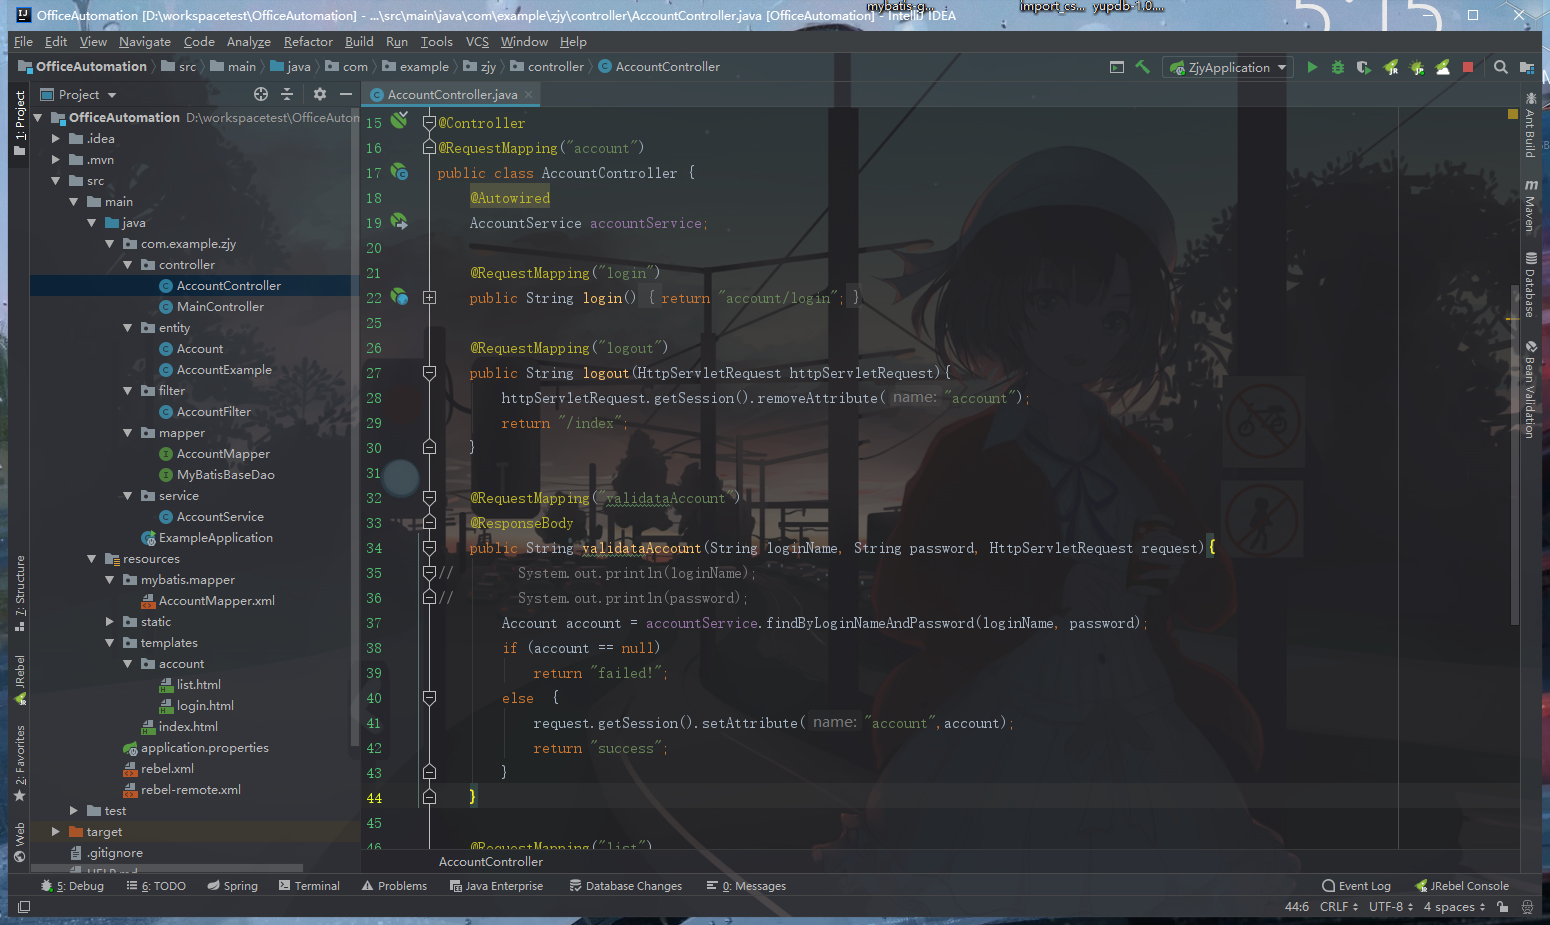 mybatis-g...
import_cs...
yupdb-1.0....
5:15
OfficeAutomation [D:\workspacetest\OfficeAutomation] - ...\src\main\java\com\example\zjy\controller\AccountController.java [OfficeAutomation] - IntelliJ IDEA
File Edit View Navigate Code Analyze Refactor Build Run Tools VCS Window Help
OfficeAutomation src main java com example zjy controller AccountController
ZjyApplication
Project
AccountController.java
1: Project
7: Structure
JRebel
2: Favorites
Web
OfficeAutomation D:\workspacetest\OfficeAutom
.idea
.mvn
src
main
java
com.example.zjy
controller
AccountController
MainController
entity
Account
AccountExample
filter
AccountFilter
mapper
AccountMapper
MyBatisBaseDao
service
AccountService
ExampleApplication
resources
mybatis.mapper
AccountMapper.xml
static
templates
account
list.html
login.html
index.html
application.properties
rebel.xml
rebel-remote.xml
test
target
.gitignore
HELP.md
15 @Controller
16 @RequestMapping("account")
17 public class AccountController {
18 @Autowired
19 AccountService accountService;
20
21 @RequestMapping("login")
22 public String login() { return "account/login"; }
25
26 @RequestMapping("logout")
27 public String logout(HttpServletRequest httpServletRequest){
28 httpServletRequest.getSession().removeAttribute( name: "account");
29 return "/index";
30 }
31
32 @RequestMapping("validataAccount")
33 @ResponseBody
34 public String validataAccount(String loginName, String password, HttpServletRequest request){
35 // System.out.println(loginName);
36 // System.out.println(password);
37 Account account = accountService.findByLoginNameAndPassword(loginName, password);
38 if (account == null)
39 return "failed!";
40 else {
41 request.getSession().setAttribute( name: "account",account);
42 return "success";
43 }
44 }
45
46 @RequestMapping("list")
AccountController
Ant Build
Maven
Database
Bean Validation
5: Debug 6: TODO Spring Terminal Problems Java Enterprise Database Changes 0: Messages Event Log JRebel Console
44:6 CRLF UTF-8 4 spaces